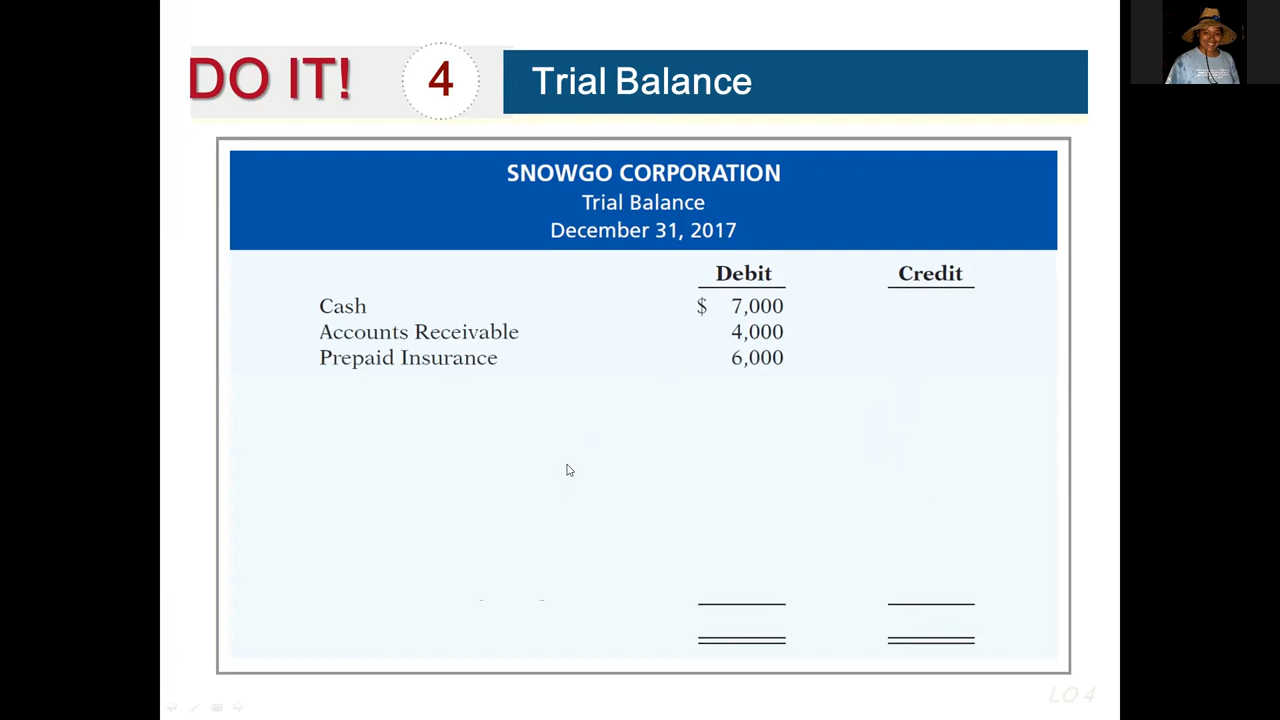 DO IT! 4 Trial Balance
SNOWGO CORPORATION
Trial Balance
December 31, 2017
Debit Credit
Cash $ 7,000
Accounts Receivable 4,000
Prepaid Insurance 6,000
LO 4